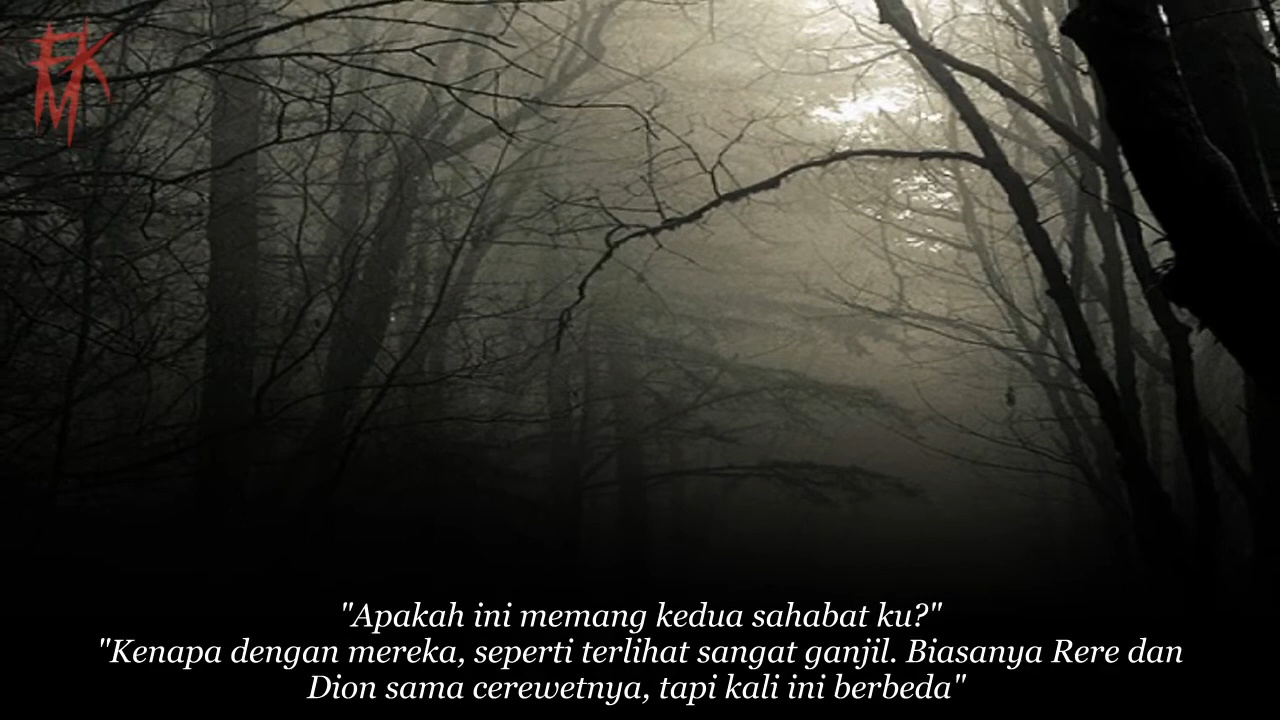 FKM
"Apakah ini memang kedua sahabat ku?"
"Kenapa dengan mereka, seperti terlihat sangat ganjil. Biasanya Rere dan
Dion sama cerewetnya, tapi kali ini berbeda"